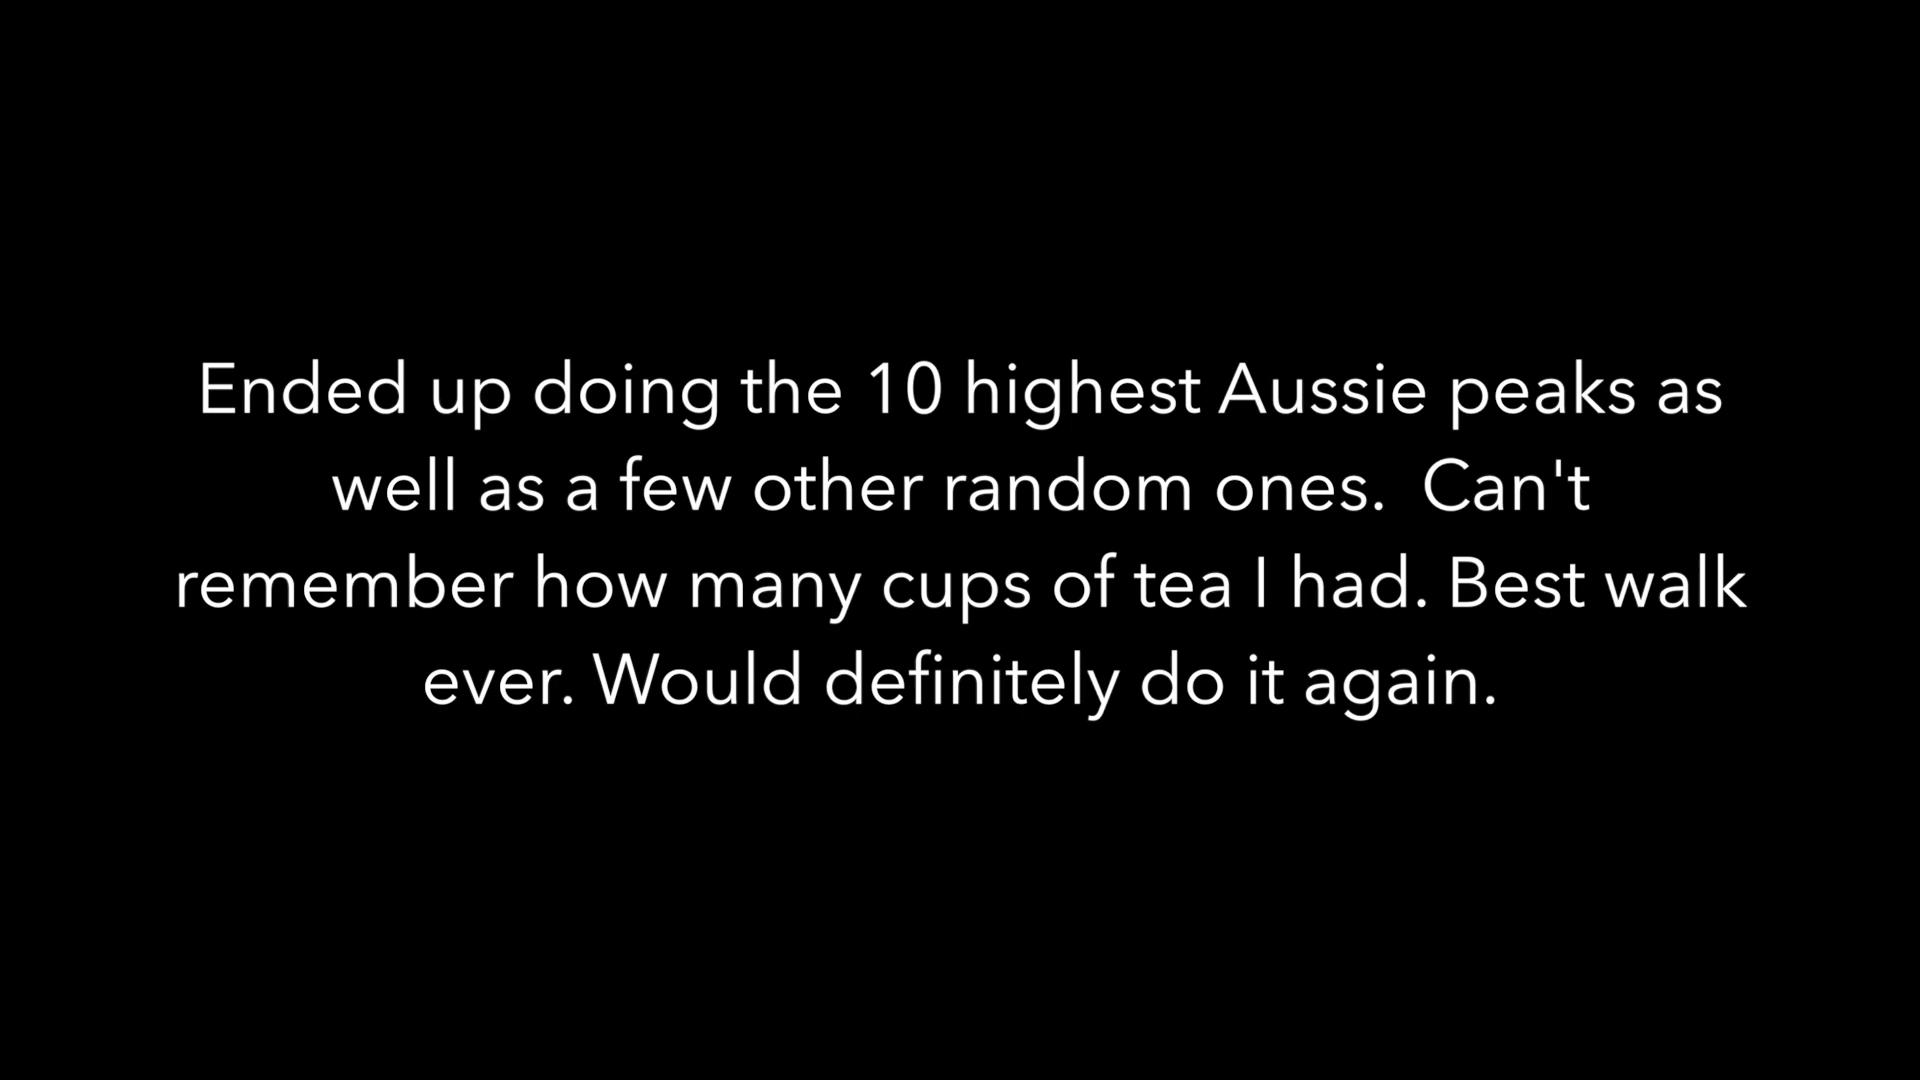 Ended up doing the 10 highest Aussie peaks as
well as a few other random ones.  Can't
remember how many cups of tea I had. Best walk
ever. Would definitely do it again.